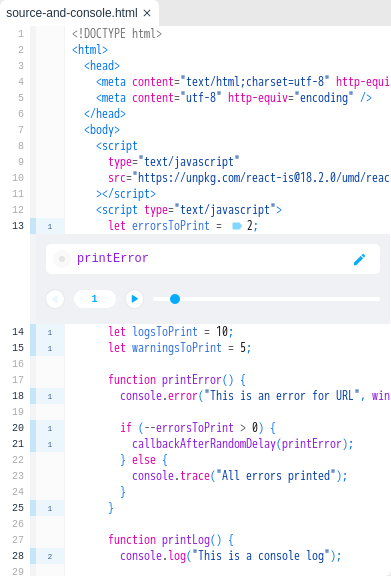 source-and-console.html ×
1 <!DOCTYPE html>
2 <html>
3 <head>
4 <meta content="text/html;charset=utf-8" http-equi
5 <meta content="utf-8" http-equiv="encoding" />
6 </head>
7 <body>
8 <script
9 type="text/javascript"
10 src="https://unpkg.com/react-is@18.2.0/umd/reac
11 ></script>
12 <script type="text/javascript">
13 1 let errorsToPrint = 2;
printError
1
14 1 let logsToPrint = 10;
15 1 let warningsToPrint = 5;
16
17 function printError() {
18 1 console.error("This is an error for URL", win
19
20 1 if (--errorsToPrint > 0) {
21 1 callbackAfterRandomDelay(printError);
22 } else {
23 console.trace("All errors printed");
24 }
25 1 }
26
27 function printLog() {
28 2 console.log("This is a console log");
29